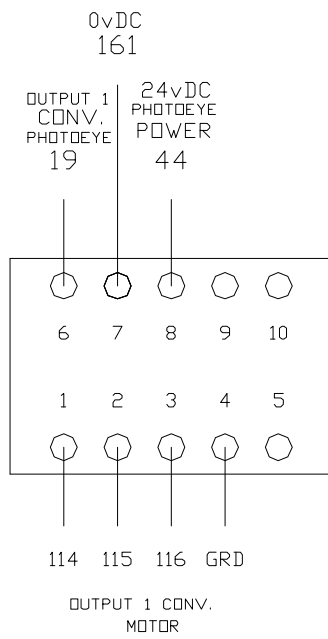 0vDC
161
OUTPUT 1
CONV.
PHOTOEYE
19
24vDC
PHOTOEYE
POWER
44
6 7 8 9 10
1 2 3 4 5
114 115 116 GRD
OUTPUT 1 CONV.
MOTOR